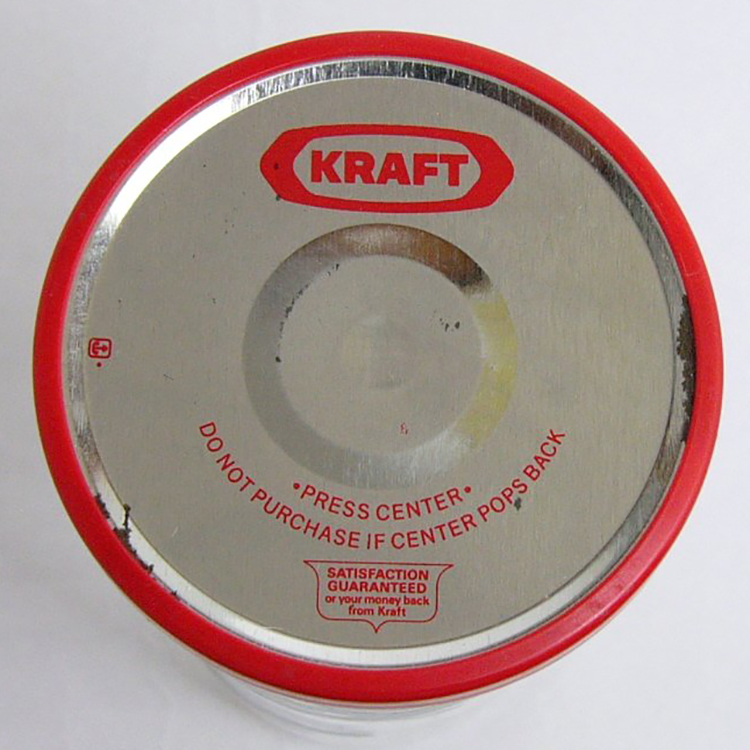 KRAFT
•PRESS CENTER•
DO NOT PURCHASE IF CENTER POPS BACK
SATISFACTION
GUARANTEED
or your money back
from Kraft